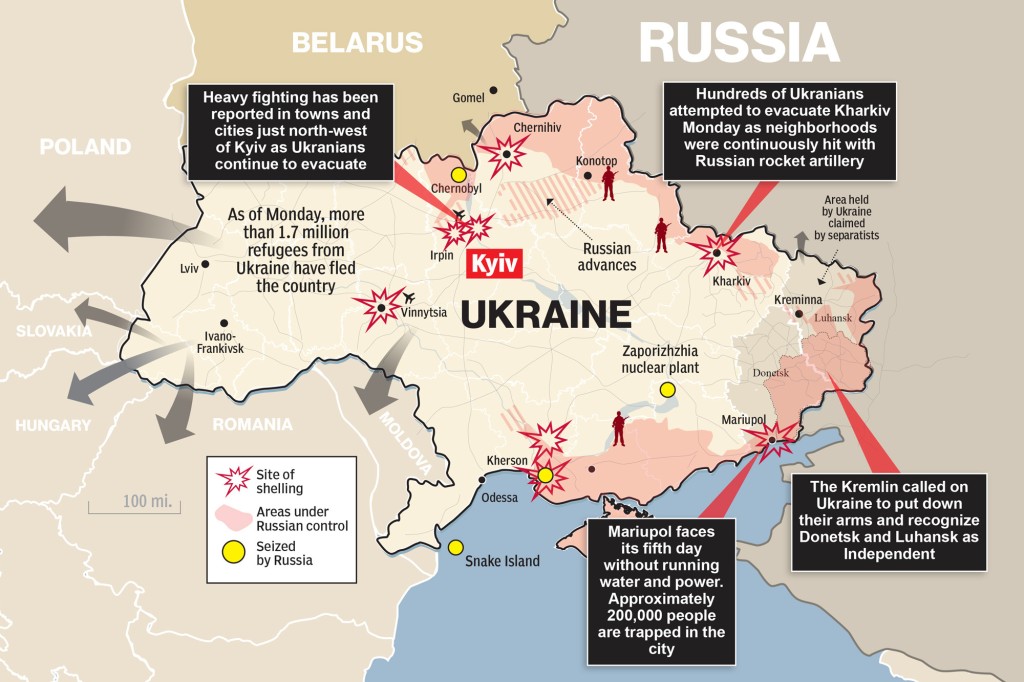 BELARUS
RUSSIA
POLAND
Gomel
Heavy fighting has been
reported in towns and
cities just north-west
of Kyiv as Ukranians
continue to evacuate
Hundreds of Ukranians
attempted to evacuate Kharkiv
Monday as neighborhoods
were continuously hit with
Russian rocket artillery
Chernihiv
Konotop
Chernobyl
As of Monday, more
than 1.7 million
refugees from
Ukraine have fled
the country
Area held
by Ukraine
claimed
by separatists
Irpin
Kyiv
Russian
advances
Lviv
Kharkiv
Vinnytsia
UKRAINE
Kreminna
Luhansk
SLOVAKIA
Ivano-
Frankivsk
Zaporizhzhia
nuclear plant
Donetsk
HUNGARY
ROMANIA
MOLDOVA
Mariupol
Kherson
Odessa
Snake Island
Site of
shelling
Areas under
Russian control
Seized
by Russia
100 mi.
Mariupol faces
its fifth day
without running
water and power.
Approximately
200,000 people
are trapped in the
city
The Kremlin called on
Ukraine to put down
their arms and recognize
Donetsk and Luhansk as
Independent